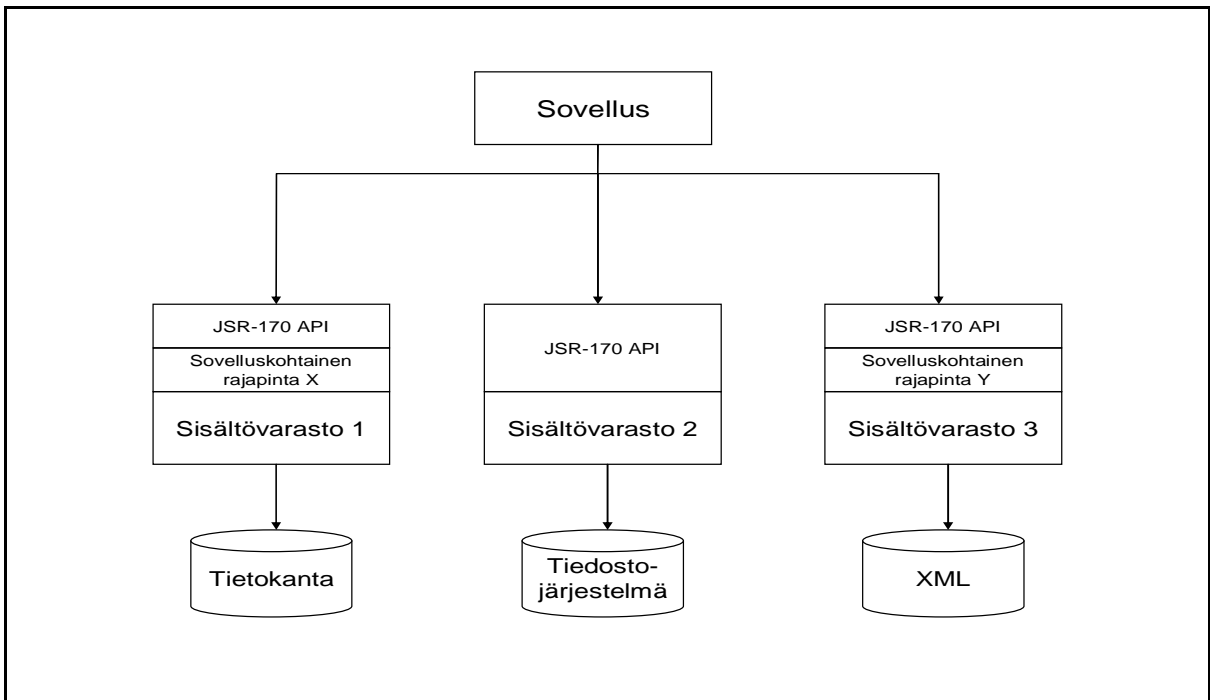 Sovellus
JSR-170 API
Sovelluskohtainen
rajapinta X
Sisältövarasto 1
JSR-170 API
Sisältövarasto 2
JSR-170 API
Sovelluskohtainen
rajapinta Y
Sisältövarasto 3
Tietokanta
Tiedosto-
järjestelmä
XML